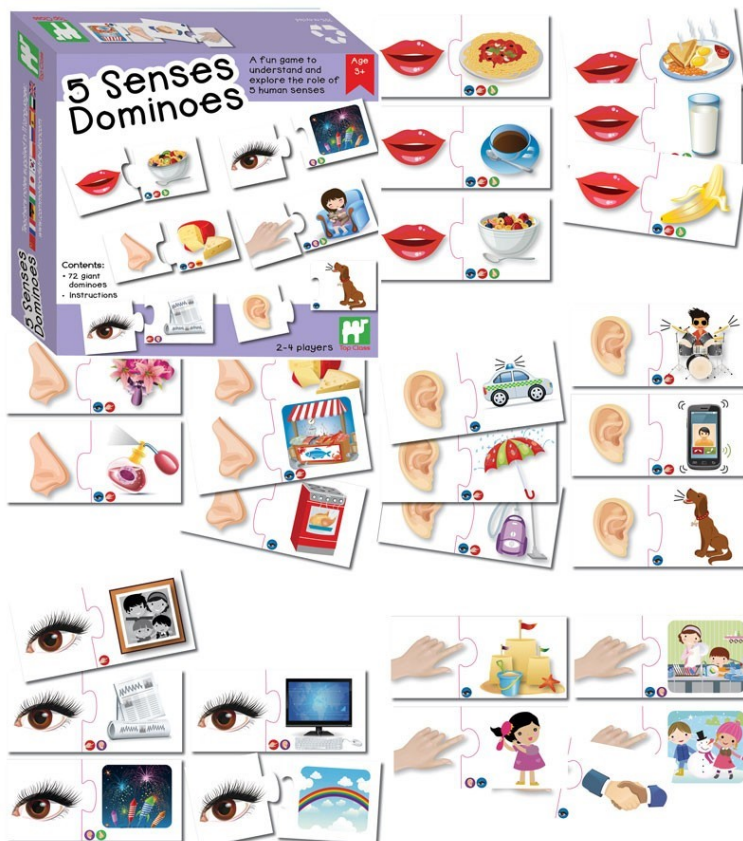 5 Senses
Dominoes
A fun game to
understand and
explore the role of
5 human senses
Age
3+
Contents:
• 72 giant
dominoes
• Instructions
2-4 players
Top Class
5 Senses
Dominoes